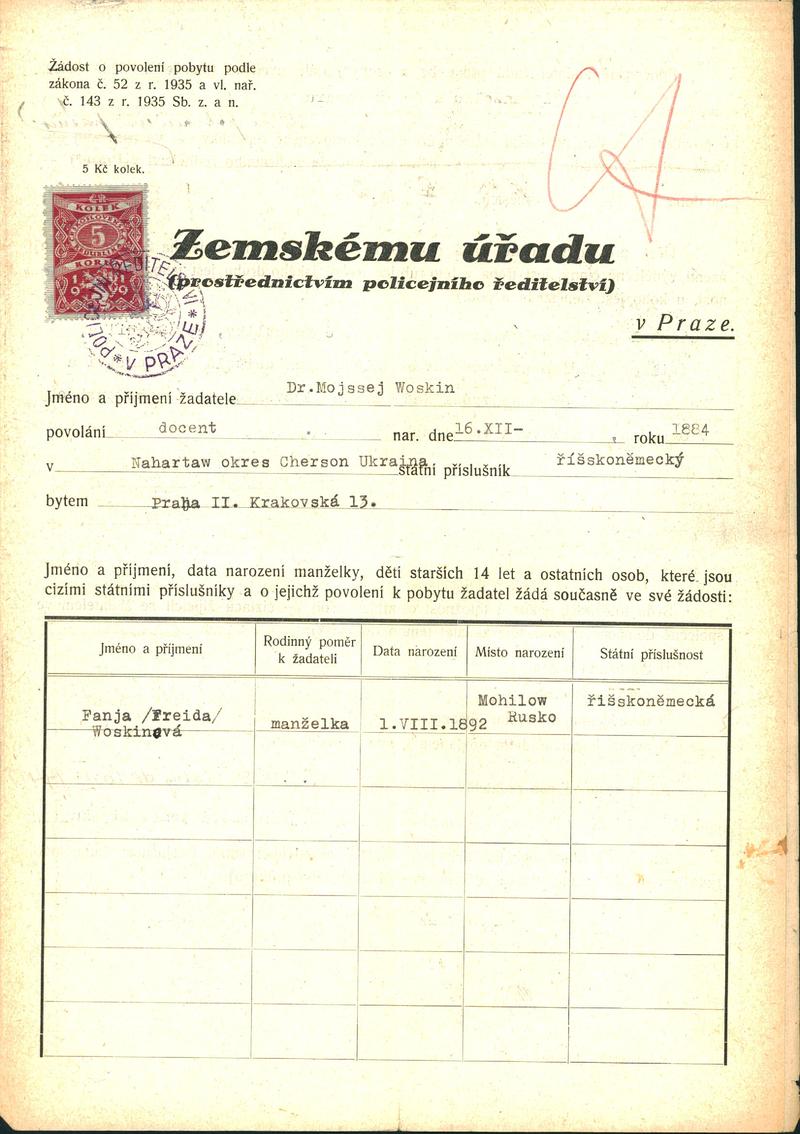 Žádost o povolení pobytu podle
zákona č. 52 z r. 1935 a vl. nař.
č. 143 z r. 1935 Sb. z. a n.
5 Kč kolek.
KOLEK
5
POLICEJNÍ ŘEDITELSTVÍ * V PRAZE *
Zemskému úřadu
(prostřednictvím policejního ředitelství)
v Praze.
Jméno a příjmení žadatele Dr.Mojssej Woskin
povolání docent nar. dne 16.XII- roku 1884
v Nahartaw okres Cherson Ukrajna státní příslušník říšskoněmecký
bytem Praha II. Krakovská 13.
Jméno a příjmení, data narození manželky, dětí starších 14 let a ostatních osob, které jsou
cizími státními příslušníky a o jejichž povolení k pobytu žadatel žádá současně ve své žádosti:
Jméno a příjmení
Rodinný poměr
k žadateli
Data narození
Místo narození
Státní příslušnost
Fanja /Freida/
Woskinová
manželka
1.VIII.1892
Mohilow
Rusko
říšskoněmecká